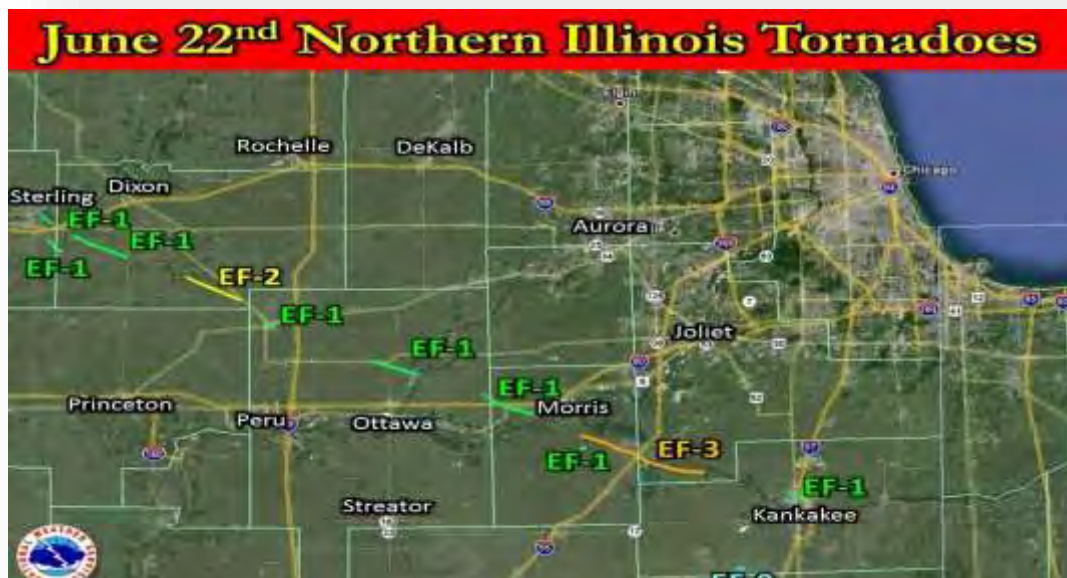 June 22nd Northern Illinois Tornadoes
Rochelle
DeKalb
Sterling
Dixon
Chicago
EF-1
EF-1
EF-1
Aurora
EF-2
EF-1
Joliet
EF-1
EF-1
Princeton
Morris
Peru
Ottawa
EF-1
EF-3
EF-1
Streator
Kankakee